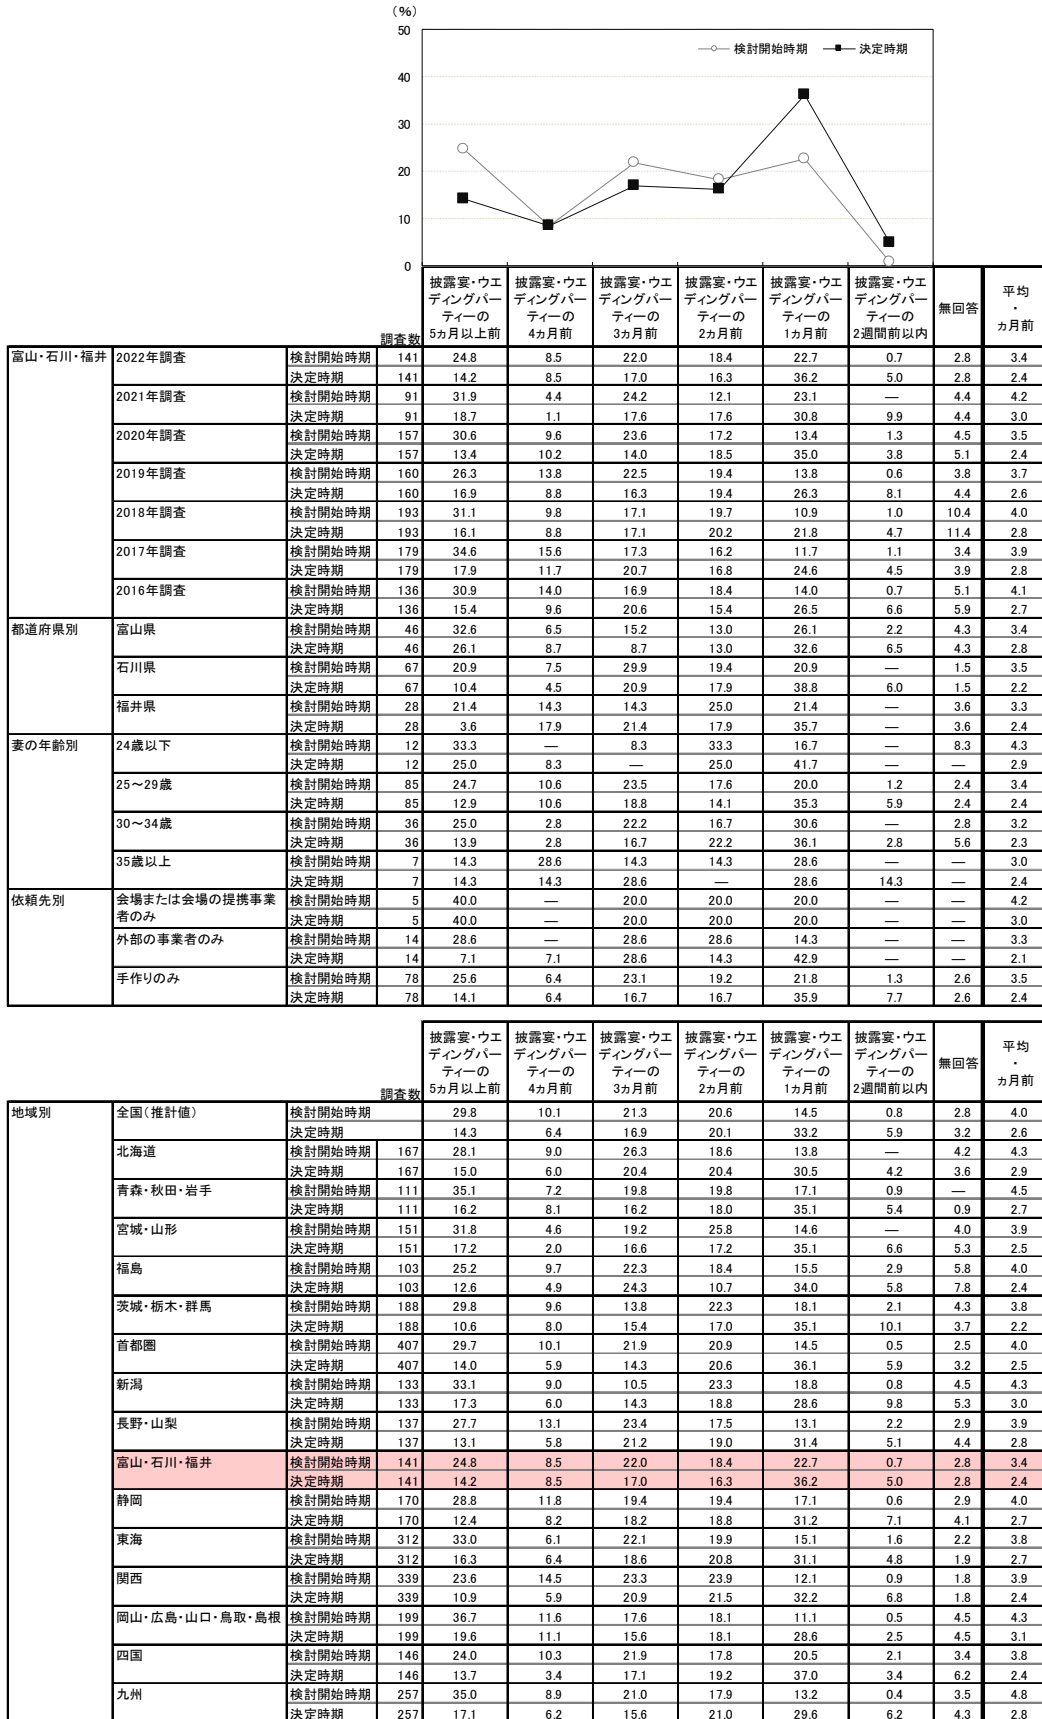 （%）
50
40
30
20
10
0
検討開始時期 決定時期
調査数 披露宴・ウエディングパーティーの5ヵ月以上前 披露宴・ウエディングパーティーの4ヵ月前 披露宴・ウエディングパーティーの3ヵ月前 披露宴・ウエディングパーティーの2ヵ月前 披露宴・ウエディングパーティーの1ヵ月前 披露宴・ウエディングパーティーの2週間前以内 無回答 平均・ヵ月前
富山・石川・福井 2022年調査 検討開始時期 141 24.8 8.5 22.0 18.4 22.7 0.7 2.8 3.4
決定時期 141 14.2 8.5 17.0 16.3 36.2 5.0 2.8 2.4
2021年調査 検討開始時期 91 31.9 4.4 24.2 12.1 23.1 — 4.4 4.2
決定時期 91 18.7 1.1 17.6 17.6 30.8 9.9 4.4 3.0
2020年調査 検討開始時期 157 30.6 9.6 23.6 17.2 13.4 1.3 4.5 3.5
決定時期 157 13.4 10.2 14.0 18.5 35.0 3.8 5.1 2.4
2019年調査 検討開始時期 160 26.3 13.8 22.5 19.4 13.8 0.6 3.8 3.7
決定時期 160 16.9 8.8 16.3 19.4 26.3 8.1 4.4 2.6
2018年調査 検討開始時期 193 31.1 9.8 17.1 19.7 10.9 1.0 10.4 4.0
決定時期 193 16.1 8.8 17.1 20.2 21.8 4.7 11.4 2.8
2017年調査 検討開始時期 179 34.6 15.6 17.3 16.2 11.7 1.1 3.4 3.9
決定時期 179 17.9 11.7 20.7 16.8 24.6 4.5 3.9 2.8
2016年調査 検討開始時期 136 30.9 14.0 16.9 18.4 14.0 0.7 5.1 4.1
決定時期 136 15.4 9.6 20.6 15.4 26.5 6.6 5.9 2.7
都道府県別 富山県 検討開始時期 46 32.6 6.5 15.2 13.0 26.1 2.2 4.3 3.4
決定時期 46 26.1 8.7 8.7 13.0 32.6 6.5 4.3 2.8
石川県 検討開始時期 67 20.9 7.5 29.9 19.4 20.9 — 1.5 3.5
決定時期 67 10.4 4.5 20.9 17.9 38.8 6.0 1.5 2.2
福井県 検討開始時期 28 21.4 14.3 14.3 25.0 21.4 — 3.6 3.3
決定時期 28 3.6 17.9 21.4 17.9 35.7 — 3.6 2.4
妻の年齢別 24歳以下 検討開始時期 12 33.3 — 8.3 33.3 16.7 — 8.3 4.3
決定時期 12 25.0 8.3 — 25.0 41.7 — — 2.9
25～29歳 検討開始時期 85 24.7 10.6 23.5 17.6 20.0 1.2 2.4 3.4
決定時期 85 12.9 10.6 18.8 14.1 35.3 5.9 2.4 2.4
30～34歳 検討開始時期 36 25.0 2.8 22.2 16.7 30.6 — 2.8 3.2
決定時期 36 13.9 2.8 16.7 22.2 36.1 2.8 5.6 2.3
35歳以上 検討開始時期 7 14.3 28.6 14.3 14.3 28.6 — — 3.0
決定時期 7 14.3 14.3 28.6 — 28.6 14.3 — 2.4
依頼先別 会場または会場の提携事業者のみ 検討開始時期 5 40.0 — 20.0 20.0 20.0 — — 4.2
決定時期 5 40.0 — 20.0 20.0 20.0 — — 3.0
外部の事業者のみ 検討開始時期 14 28.6 — 28.6 28.6 14.3 — — 3.3
決定時期 14 7.1 7.1 28.6 14.3 42.9 — — 2.1
手作りのみ 検討開始時期 78 25.6 6.4 23.1 19.2 21.8 1.3 2.6 3.5
決定時期 78 14.1 6.4 16.7 16.7 35.9 7.7 2.6 2.4
調査数 披露宴・ウエディングパーティーの5ヵ月以上前 披露宴・ウエディングパーティーの4ヵ月前 披露宴・ウエディングパーティーの3ヵ月前 披露宴・ウエディングパーティーの2ヵ月前 披露宴・ウエディングパーティーの1ヵ月前 披露宴・ウエディングパーティーの2週間前以内 無回答 平均・ヵ月前
地域別 全国（推計値） 検討開始時期 29.8 10.1 21.3 20.6 14.5 0.8 2.8 4.0
決定時期 14.3 6.4 16.9 20.1 33.2 5.9 3.2 2.6
北海道 検討開始時期 167 28.1 9.0 26.3 18.6 13.8 — 4.2 4.3
決定時期 167 15.0 6.0 20.4 20.4 30.5 4.2 3.6 2.9
青森・秋田・岩手 検討開始時期 111 35.1 7.2 19.8 19.8 17.1 0.9 — 4.5
決定時期 111 16.2 8.1 16.2 18.0 35.1 5.4 0.9 2.7
宮城・山形 検討開始時期 151 31.8 4.6 19.2 25.8 14.6 — 4.0 3.9
決定時期 151 17.2 2.0 16.6 17.2 35.1 6.6 5.3 2.5
福島 検討開始時期 103 25.2 9.7 22.3 18.4 15.5 2.9 5.8 4.0
決定時期 103 12.6 4.9 24.3 10.7 34.0 5.8 7.8 2.4
茨城・栃木・群馬 検討開始時期 188 29.8 9.6 13.8 22.3 18.1 2.1 4.3 3.8
決定時期 188 10.6 8.0 15.4 17.0 35.1 10.1 3.7 2.2
首都圏 検討開始時期 407 29.7 10.1 21.9 20.9 14.5 0.5 2.5 4.0
決定時期 407 14.0 5.9 14.3 20.6 36.1 5.9 3.2 2.5
新潟 検討開始時期 133 33.1 9.0 10.5 23.3 18.8 0.8 4.5 4.3
決定時期 133 17.3 6.0 14.3 18.8 28.6 9.8 5.3 3.0
長野・山梨 検討開始時期 137 27.7 13.1 23.4 17.5 13.1 2.2 2.9 3.9
決定時期 137 13.1 5.8 21.2 19.0 31.4 5.1 4.4 2.8
富山・石川・福井 検討開始時期 141 24.8 8.5 22.0 18.4 22.7 0.7 2.8 3.4
決定時期 141 14.2 8.5 17.0 16.3 36.2 5.0 2.8 2.4
静岡 検討開始時期 170 28.8 11.8 19.4 19.4 17.1 0.6 2.9 4.0
決定時期 170 12.4 8.2 18.2 18.8 31.2 7.1 4.1 2.7
東海 検討開始時期 312 33.0 6.1 22.1 19.9 15.1 1.6 2.2 3.8
決定時期 312 16.3 6.4 18.6 20.8 31.1 4.8 1.9 2.7
関西 検討開始時期 339 23.6 14.5 23.3 23.9 12.1 0.9 1.8 3.9
決定時期 339 10.9 5.9 20.9 21.5 32.2 6.8 1.8 2.4
岡山・広島・山口・鳥取・島根 検討開始時期 199 36.7 11.6 17.6 18.1 11.1 0.5 4.5 4.3
決定時期 199 19.6 11.1 15.6 18.1 28.6 2.5 4.5 3.1
四国 検討開始時期 146 24.0 10.3 21.9 17.8 20.5 2.1 3.4 3.8
決定時期 146 13.7 3.4 17.1 19.2 37.0 3.4 6.2 2.4
九州 検討開始時期 257 35.0 8.9 21.0 17.9 13.2 0.4 3.5 4.8
決定時期 257 17.1 6.2 15.6 21.0 29.6 6.2 4.3 2.8